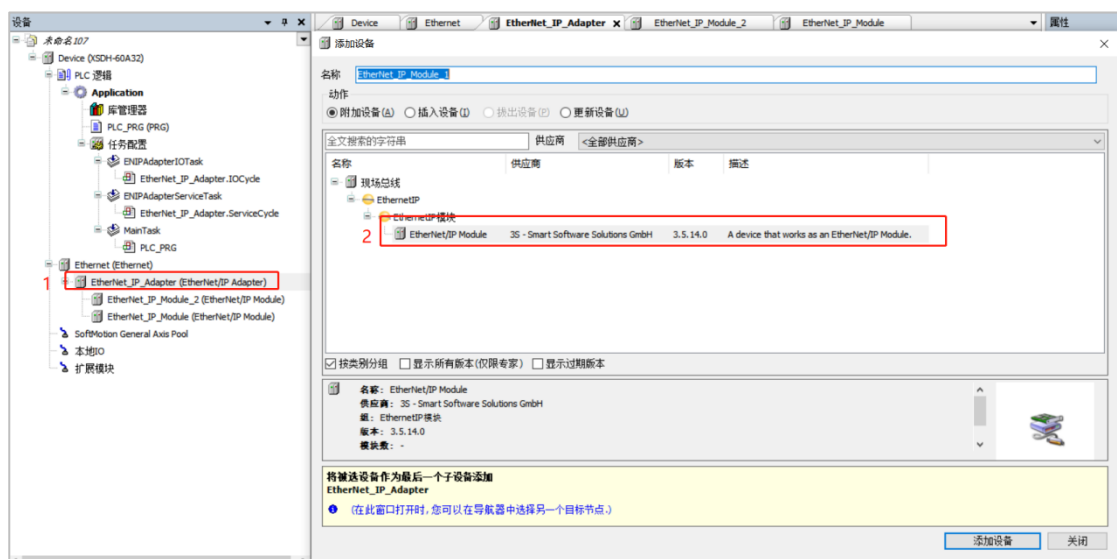 设备
未命名107
Device (XSDH-60A32)
PLC 逻辑
Application
库管理器
PLC_PRG (PRG)
任务配置
ENIPAdapterIOTask
EtherNet_IP_Adapter.IOCycle
ENIPAdapterServiceTask
EtherNet_IP_Adapter.ServiceCycle
MainTask
PLC_PRG
Ethernet (Ethernet)
1 EtherNet_IP_Adapter (EtherNet/IP Adapter)
EtherNet_IP_Module_2 (EtherNet/IP Module)
EtherNet_IP_Module (EtherNet/IP Module)
SoftMotion General Axis Pool
本地IO
扩展模块
Device Ethernet EtherNet_IP_Adapter EtherNet_IP_Module_2 EtherNet_IP_Module 属性
添加设备
名称 EtherNet_IP_Module_1
动作
附加设备(A) 插入设备(I) 拔出设备(P) 更新设备(U)
全文搜索的字符串 供应商 <全部供应商>
名称 供应商 版本 描述
现场总线
EthernetIP
EthernetIP模块
2 EtherNet/IP Module 3S - Smart Software Solutions GmbH 3.5.14.0 A device that works as an EtherNet/IP Module.
按类别分组 显示所有版本(仅限专家) 显示过期版本
名称: EtherNet/IP Module
供应商: 3S - Smart Software Solutions GmbH
组: EthernetIP模块
版本: 3.5.14.0
模块数: -
将被选设备作为最后一个子设备添加
EtherNet_IP_Adapter
(在此窗口打开时,您可以在导航器中选择另一个目标节点.)
添加设备 关闭